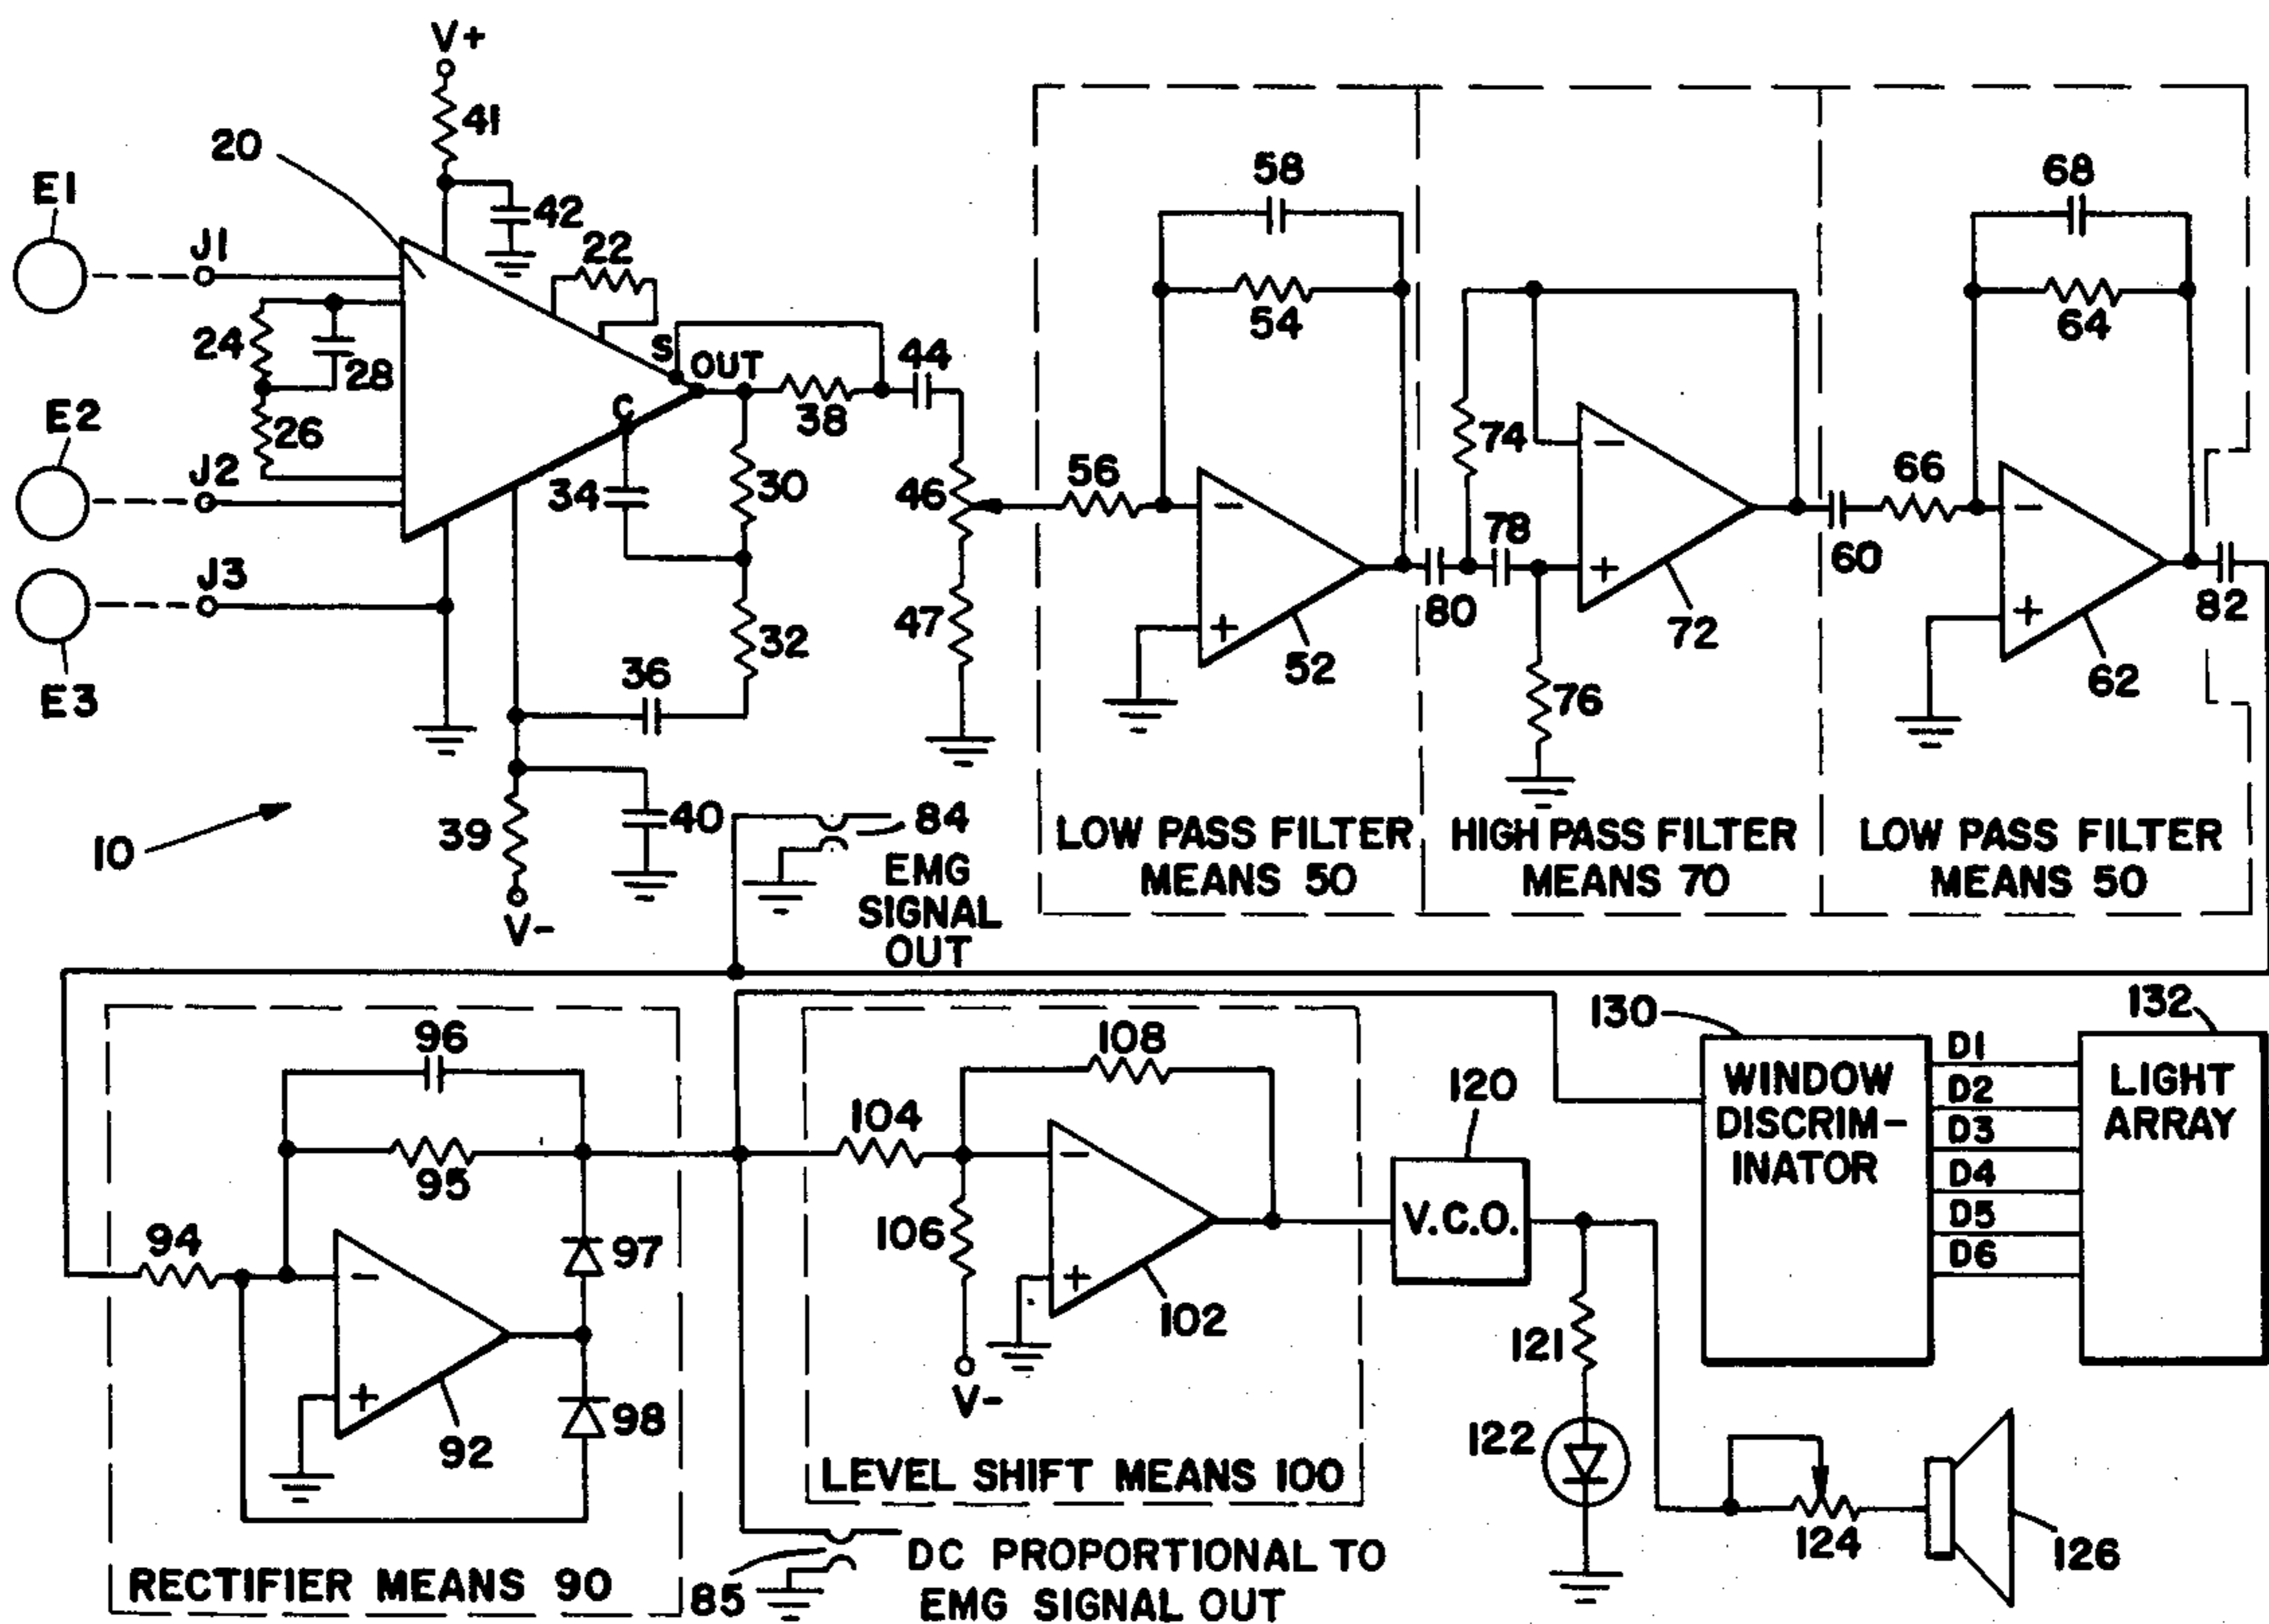 V+
41
20
42
E1
J1
22
24
28
S
OUT
44
C
38
E2
26
J2
34
30
46
J3
32
47
E3
36
10
39
40
V-
84
EMG
SIGNAL
OUT
58
54
56
-
+
52
80
LOW PASS FILTER
MEANS 50
74
78
-
+
72
76
HIGH PASS FILTER
MEANS 70
68
64
66
60
-
+
62
82
LOW PASS FILTER
MEANS 50
96
95
94
-
+
97
98
92
RECTIFIER MEANS 90
108
104
106
-
+
102
V-
LEVEL SHIFT MEANS 100
85
DC PROPORTIONAL TO
EMG SIGNAL OUT
120
V.C.O.
121
122
124
126
130
WINDOW
DISCRIM-
INATOR
D1
D2
D3
D4
D5
D6
132
LIGHT
ARRAY